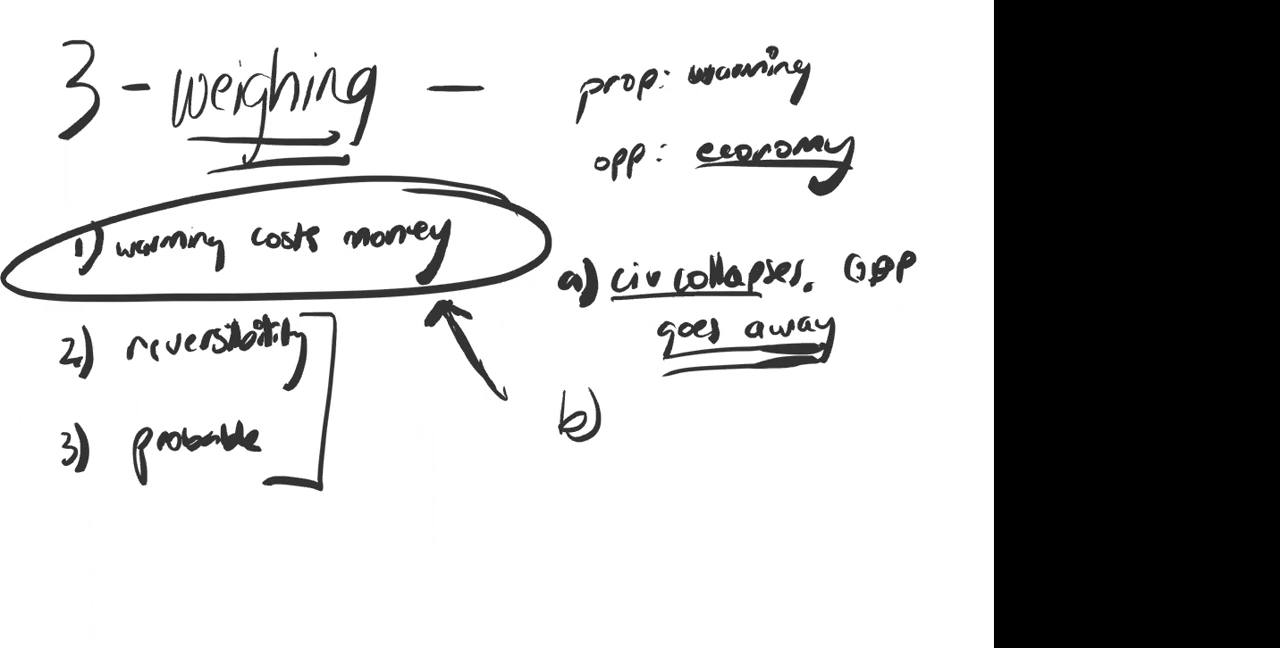 3 - weighing —
prop: warming
opp: economy
1) warming costs money
a) civ collapses. GDP
goes away
2) reversibility
3) probable
b)